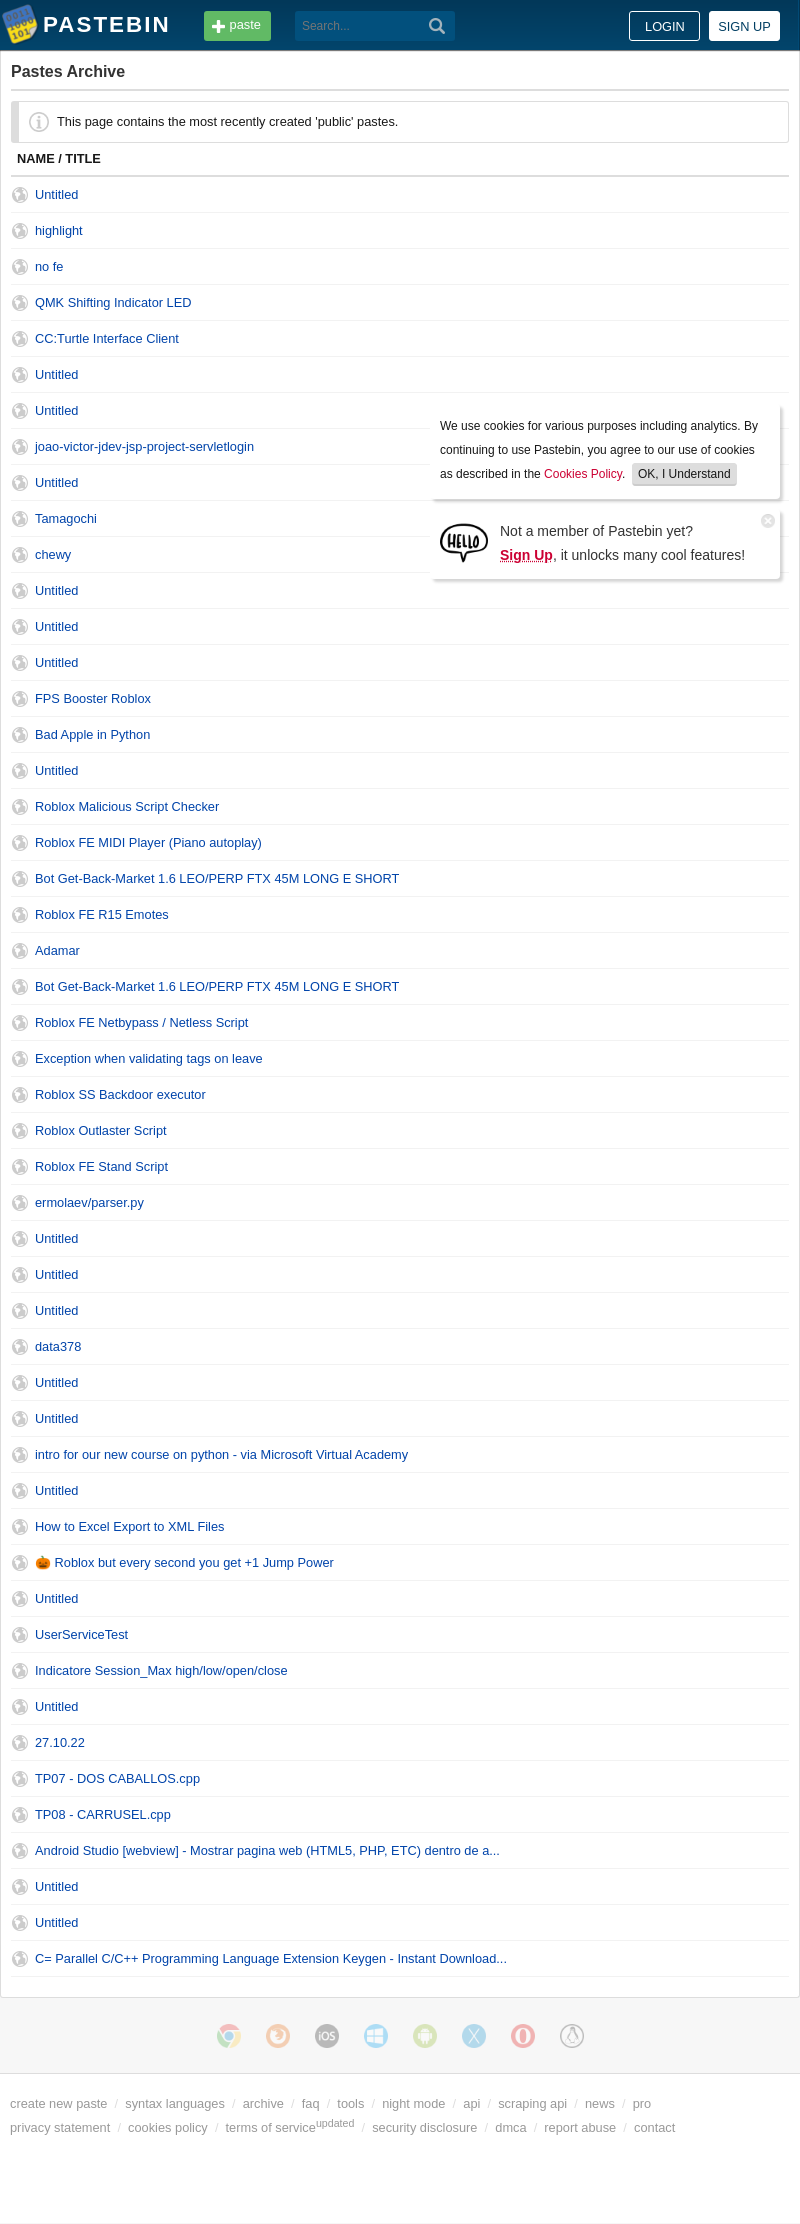 PASTEBIN paste Search... LOGIN SIGN UP
Pastes Archive
This page contains the most recently created 'public' pastes.
NAME / TITLE
Untitled
highlight
no fe
QMK Shifting Indicator LED
CC:Turtle Interface Client
Untitled
Untitled
joao-victor-jdev-jsp-project-servletlogin
Untitled
Tamagochi
chewy
We use cookies for various purposes including analytics. By
continuing to use Pastebin, you agree to our use of cookies
as described in the Cookies Policy. OK, I Understand
HELLO
Not a member of Pastebin yet?
Sign Up, it unlocks many cool features!
Untitled
Untitled
Untitled
FPS Booster Roblox
Bad Apple in Python
Untitled
Roblox Malicious Script Checker
Roblox FE MIDI Player (Piano autoplay)
Bot Get-Back-Market 1.6 LEO/PERP FTX 45M LONG E SHORT
Roblox FE R15 Emotes
Adamar
Bot Get-Back-Market 1.6 LEO/PERP FTX 45M LONG E SHORT
Roblox FE Netbypass / Netless Script
Exception when validating tags on leave
Roblox SS Backdoor executor
Roblox Outlaster Script
Roblox FE Stand Script
ermolaev/parser.py
Untitled
Untitled
Untitled
data378
Untitled
Untitled
intro for our new course on python - via Microsoft Virtual Academy
Untitled
How to Excel Export to XML Files
🎃 Roblox but every second you get +1 Jump Power
Untitled
UserServiceTest
Indicatore Session_Max high/low/open/close
Untitled
27.10.22
TP07 - DOS CABALLOS.cpp
TP08 - CARRUSEL.cpp
Android Studio [webview] - Mostrar pagina web (HTML5, PHP, ETC) dentro de a...
Untitled
Untitled
C= Parallel C/C++ Programming Language Extension Keygen - Instant Download...
iOS
create new paste / syntax languages / archive / faq / tools / night mode / api / scraping api / news / pro
privacy statement / cookies policy / terms of serviceupdated / security disclosure / dmca / report abuse / contact